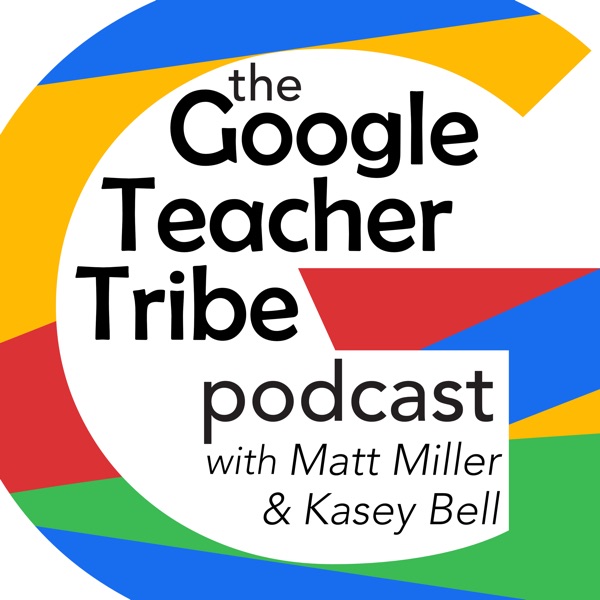 the
Google
Teacher
Tribe
podcast
with Matt Miller
& Kasey Bell